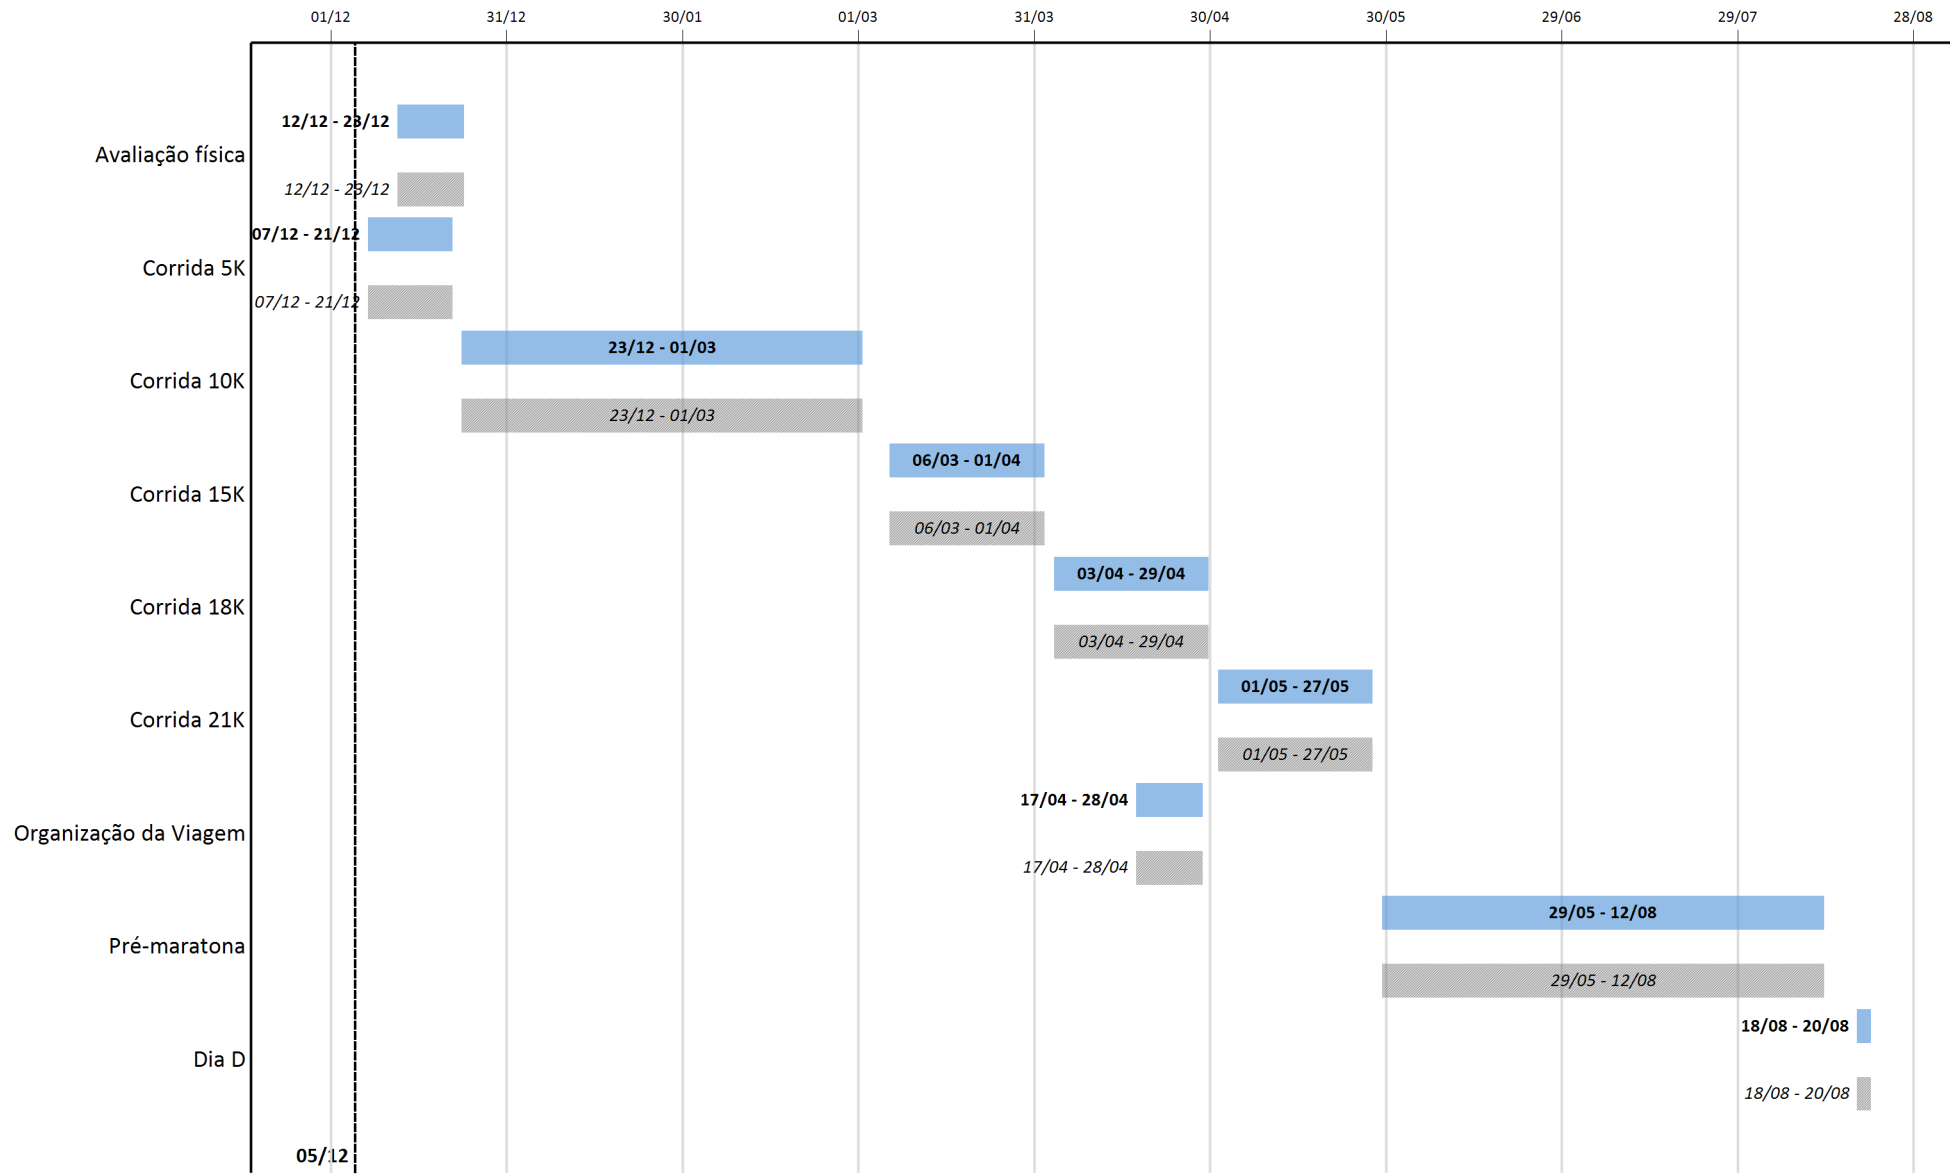 01/12 31/12 30/01 01/03 31/03 30/04 30/05 29/06 29/07 28/08
12/12 - 23/12
Avaliação física
12/12 - 23/12
07/12 - 21/12
Corrida 5K
07/12 - 21/12
23/12 - 01/03
Corrida 10K
23/12 - 01/03
06/03 - 01/04
Corrida 15K
06/03 - 01/04
03/04 - 29/04
Corrida 18K
03/04 - 29/04
01/05 - 27/05
Corrida 21K
01/05 - 27/05
17/04 - 28/04
Organização da Viagem
17/04 - 28/04
29/05 - 12/08
Pré-maratona
29/05 - 12/08
18/08 - 20/08
Dia D
18/08 - 20/08
05/12